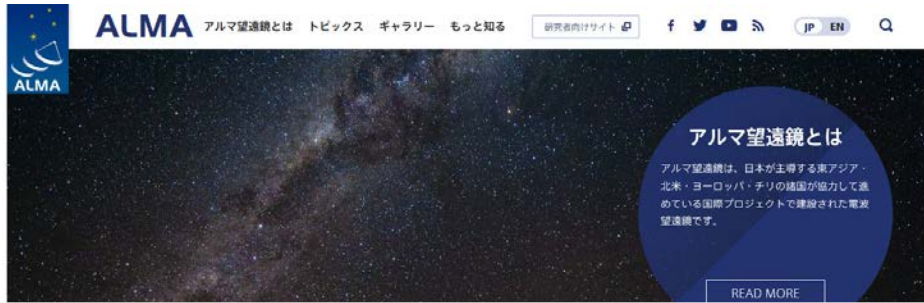 ALMA アルマ望遠鏡とは トピックス ギャラリー もっと知る 研究者向けサイト JP EN
ALMA
アルマ望遠鏡とは
アルマ望遠鏡は、日本が主導する東アジア・
北米・ヨーロッパ・チリの諸国が協力して進
めている国際プロジェクトで建設された電波
望遠鏡です。
READ MORE